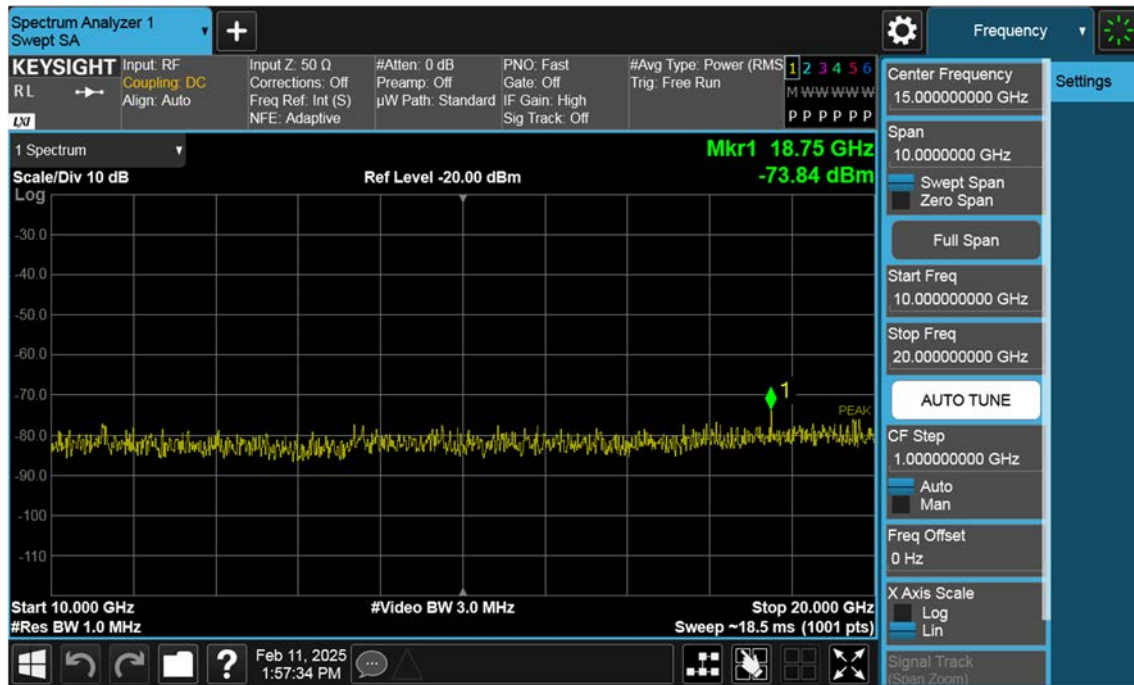 Spectrum Analyzer 1
Swept SA
Frequency
KEYSIGHT
RL
LXI
Input: RF
Coupling: DC
Align: Auto
Input Z: 50 Ω
Corrections: Off
Freq Ref: Int (S)
NFE: Adaptive
#Atten: 0 dB
Preamp: Off
µW Path: Standard
PNO: Fast
Gate: Off
IF Gain: High
Sig Track: Off
#Avg Type: Power (RMS
Trig: Free Run
1 2 3 4 5 6
M W W W W W
P P P P P P
1 Spectrum
Mkr1 18.75 GHz
-73.84 dBm
Scale/Div 10 dB
Ref Level -20.00 dBm
Log
-30.0
-40.0
-50.0
-60.0
-70.0
-80.0
-90.0
-100
-110
1
PEAK
Start 10.000 GHz
#Video BW 3.0 MHz
Stop 20.000 GHz
#Res BW 1.0 MHz
Sweep ~18.5 ms (1001 pts)
Center Frequency
15.000000000 GHz
Span
10.0000000 GHz
Swept Span
Zero Span
Full Span
Start Freq
10.000000000 GHz
Stop Freq
20.000000000 GHz
AUTO TUNE
CF Step
1.000000000 GHz
Auto
Man
Freq Offset
0 Hz
X Axis Scale
Log
Lin
Signal Track
(Span Zoom)
Settings
?
Feb 11, 2025
1:57:34 PM